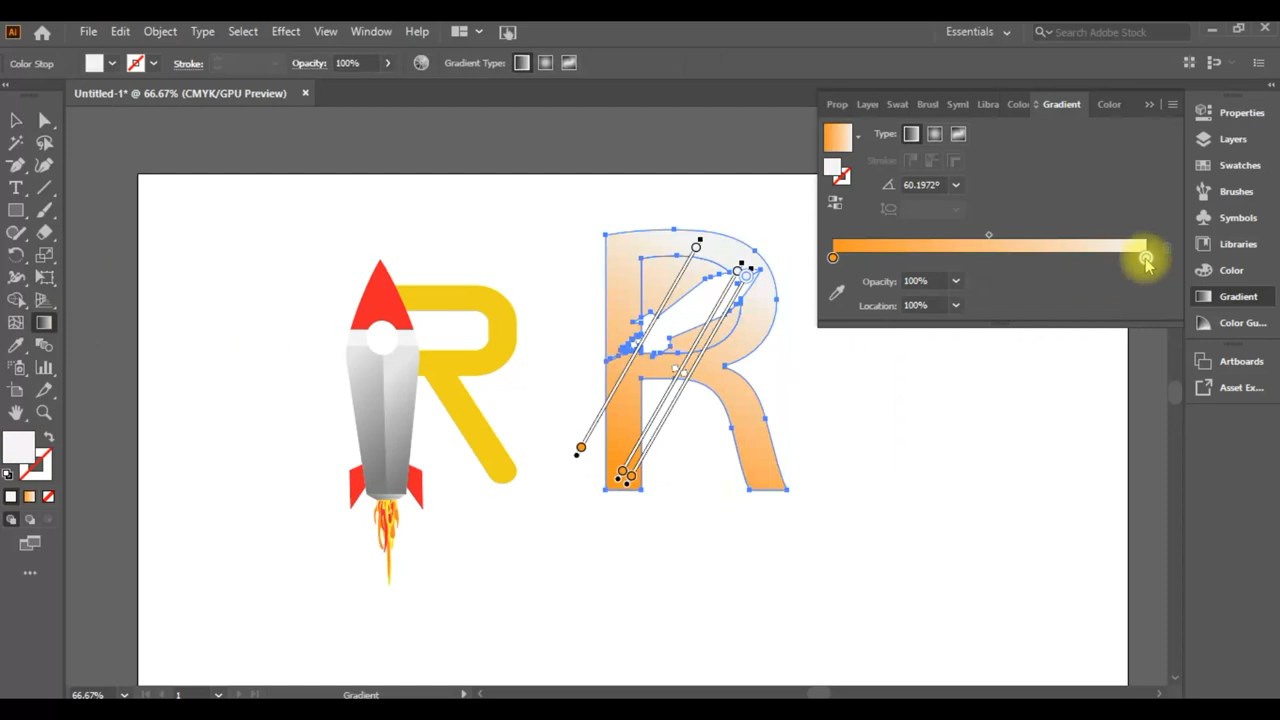 Ai File Edit Object Type Select Effect View Window Help Essentials Search Adobe Stock
Color Stop Stroke: Opacity: 100% Gradient Type:
Untitled-1* @ 66.67% (CMYK/GPU Preview) ×
Prop Layer Swat Brusl SymI Libra Colo Gradient Color
Type:
Stroke:
60.1972°
Opacity: 100%
Location: 100%
Properties
Layers
Swatches
Brushes
Symbols
Libraries
Color
Gradient
Color Gu...
Artboards
Asset Ex...
R R
66.67% 1 Gradient